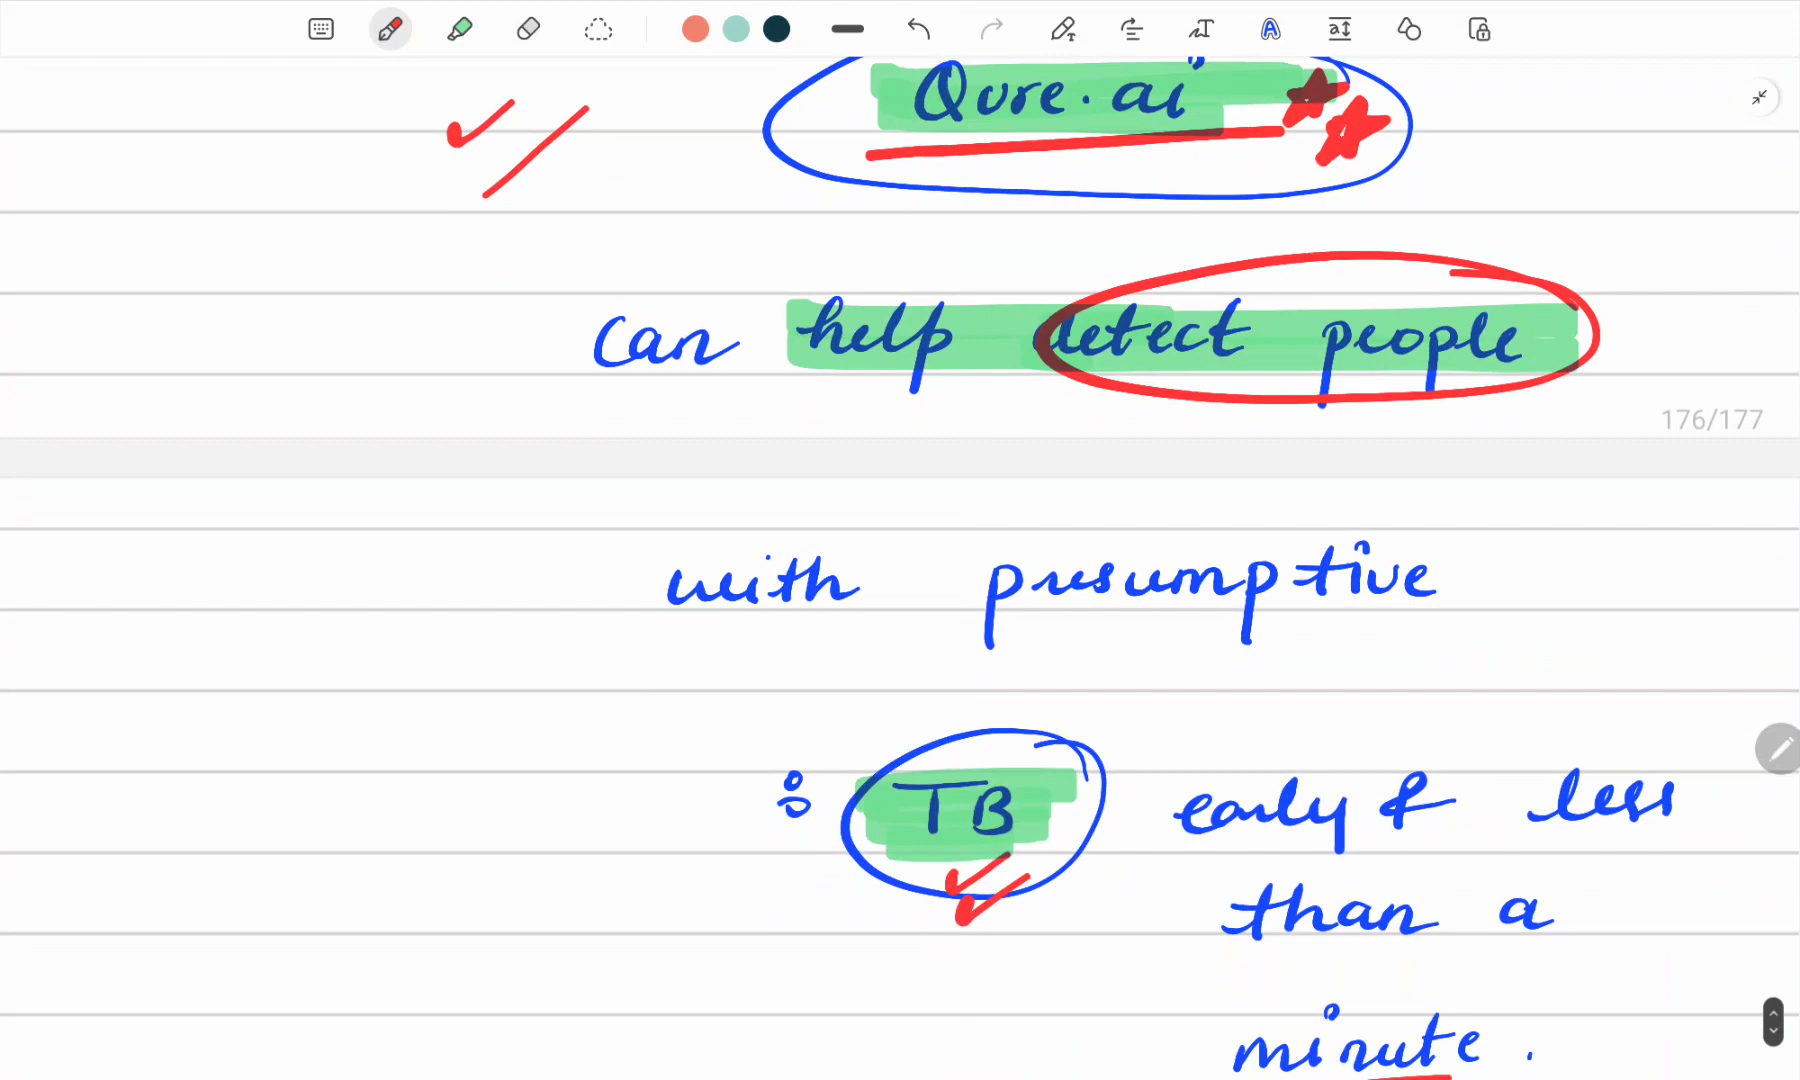 Qure.ai
can help detect people
176/177
with presumptive
TB early & less
than a
minute.